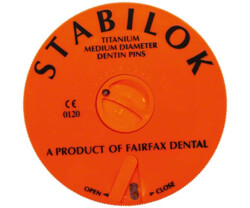 STABILOK
TITANIUM
MEDIUM DIAMETER
DENTIN PINS
CE
0120
A PRODUCT OF FAIRFAX DENTAL
OPEN CLOSE